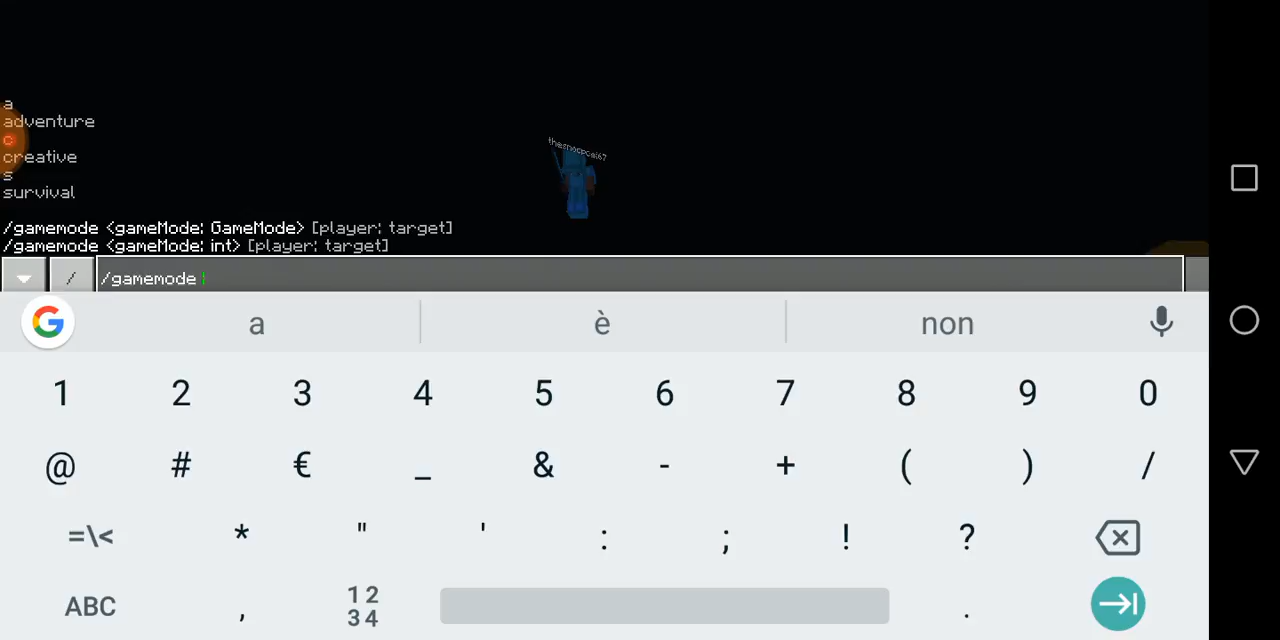 a
adventure
c
creative
s
survival
/gamemode <gameMode: GameMode> [player: target]
/gamemode <gameMode: int> [player: target]
/ /gamemode
a è non
1 2 3 4 5 6 7 8 9 0
@ # € _ & - + ( ) /
=\< * " ' : ; ! ?
ABC , 1 2 .
3 4